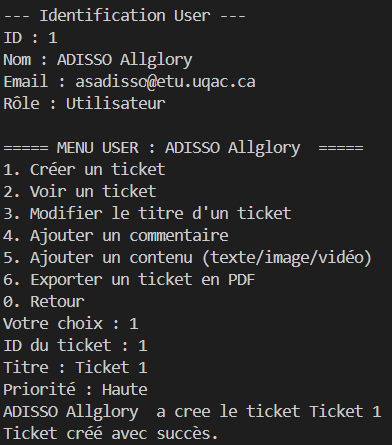 --- Identification User ---
ID : 1
Nom : ADISSO Allglory
Email : asadisso@etu.uqac.ca
Rôle : Utilisateur

===== MENU USER : ADISSO Allglory  =====
1. Créer un ticket
2. Voir un ticket
3. Modifier le titre d'un ticket
4. Ajouter un commentaire
5. Ajouter un contenu (texte/image/vidéo)
6. Exporter un ticket en PDF
0. Retour
Votre choix : 1
ID du ticket : 1
Titre : Ticket 1
Priorité : Haute
ADISSO Allglory  a cree le ticket Ticket 1
Ticket créé avec succès.